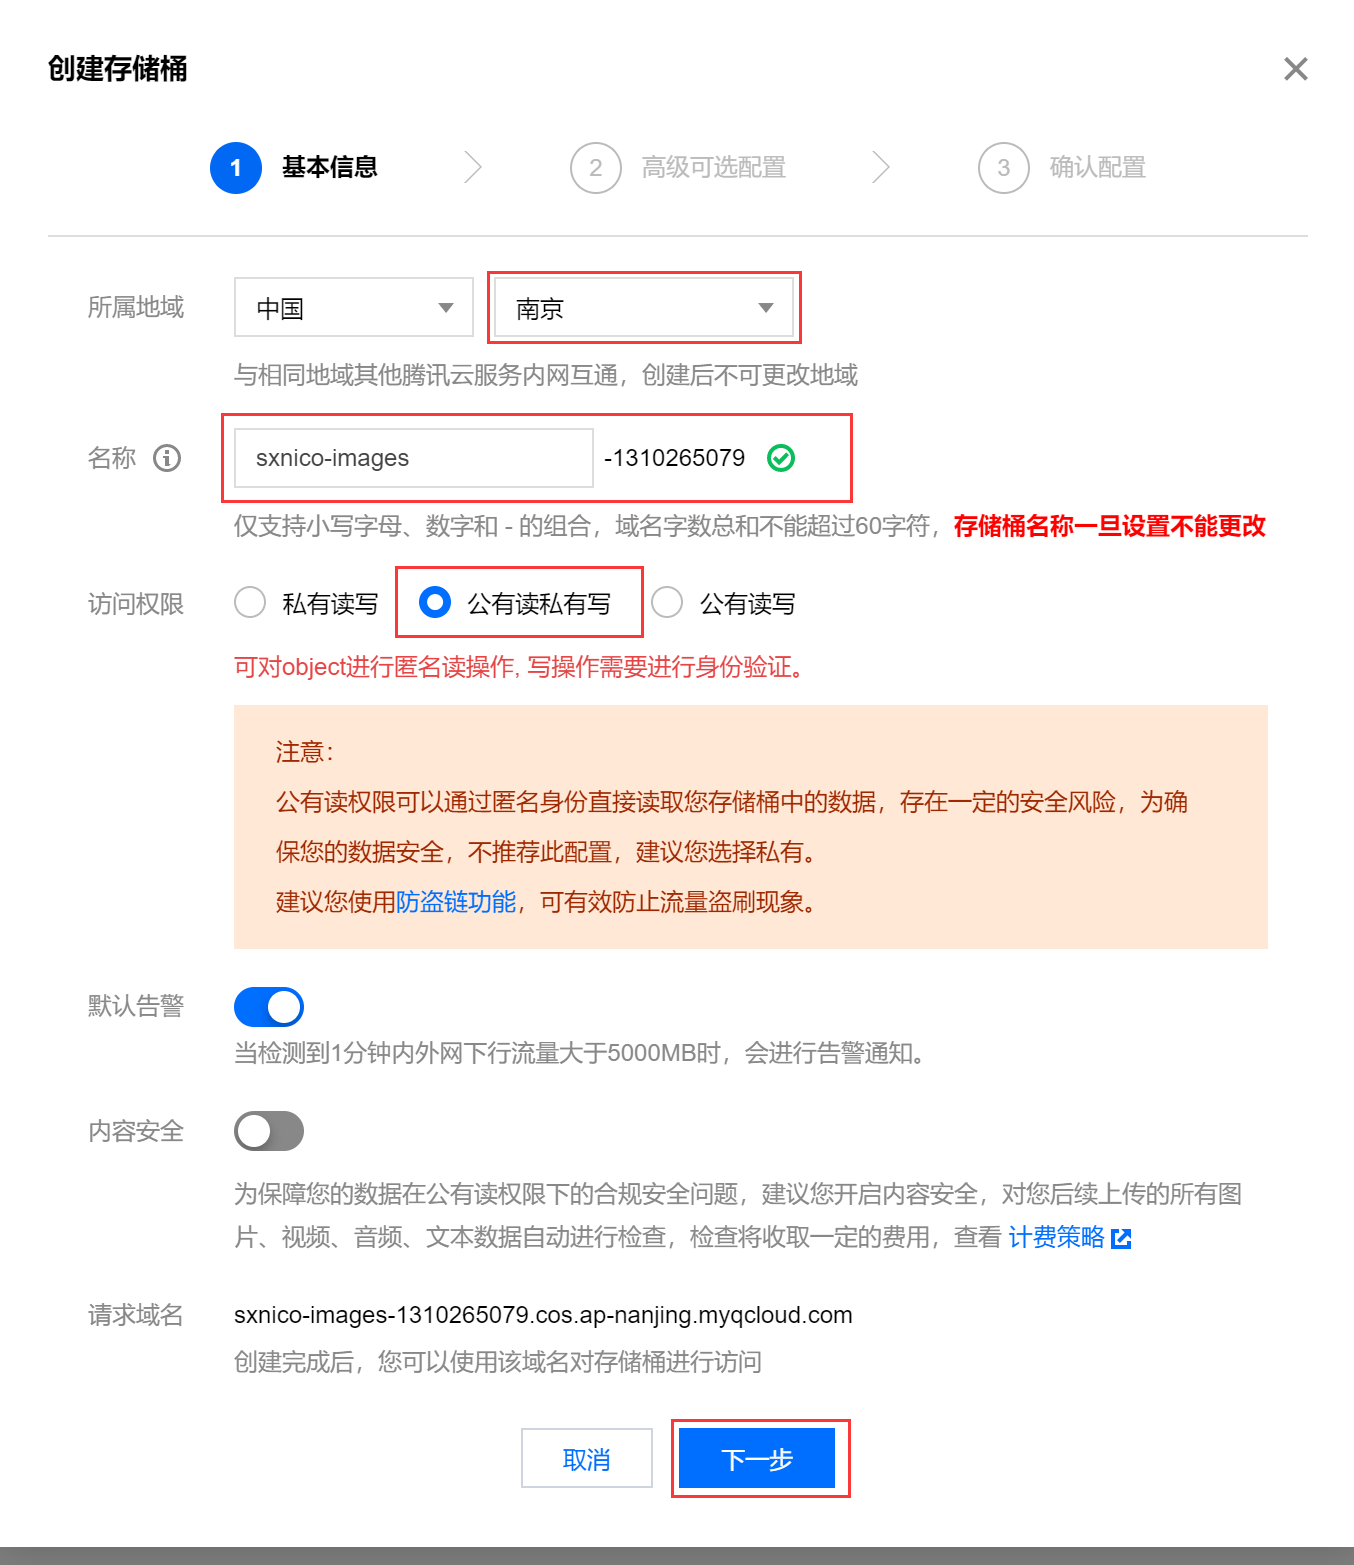 创建存储桶
1 基本信息 2 高级可选配置 3 确认配置
所属地域 中国 南京
与相同地域其他腾讯云服务内网互通，创建后不可更改地域
名称 sxnico-images -1310265079
仅支持小写字母、数字和 - 的组合，域名字数总和不能超过60字符，存储桶名称一旦设置不能更改
访问权限 私有读写 公有读私有写 公有读写
可对object进行匿名读操作, 写操作需要进行身份验证。
注意：
公有读权限可以通过匿名身份直接读取您存储桶中的数据，存在一定的安全风险，为确
保您的数据安全，不推荐此配置，建议您选择私有。
建议您使用防盗链功能，可有效防止流量盗刷现象。
默认告警
当检测到1分钟内外网下行流量大于5000MB时，会进行告警通知。
内容安全
为保障您的数据在公有读权限下的合规安全问题，建议您开启内容安全，对您后续上传的所有图
片、视频、音频、文本数据自动进行检查，检查将收取一定的费用，查看 计费策略
请求域名 sxnico-images-1310265079.cos.ap-nanjing.myqcloud.com
创建完成后，您可以使用该域名对存储桶进行访问
取消 下一步